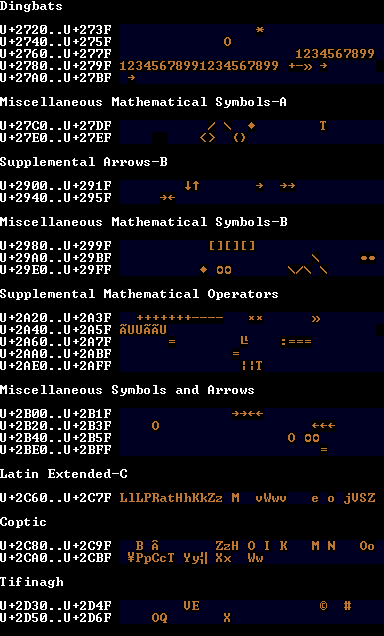 Dingbats
U+2720..U+273F *
U+2740..U+275F O
U+2760..U+277F 1234567899
U+2780..U+279F 12345678991234567899 +-» →
U+27A0..U+27BF →
Miscellaneous Mathematical Symbols-A
U+27C0..U+27DF / \ ♦ T
U+27E0..U+27EF <> ()
Supplemental Arrows-B
U+2900..U+291F ↓↑ → →→
U+2940..U+295F →←
Miscellaneous Mathematical Symbols-B
U+2980..U+299F [][][]
U+29A0..U+29BF \ ●●
U+29E0..U+29FF ♦ oo \/\ \
Supplemental Mathematical Operators
U+2A20..U+2A3F +++++++---- ×× »
U+2A40..U+2A5F ÃUUÃÃU
U+2A60..U+2A7F = ╚ :===
U+2AA0..U+2ABF =
U+2AE0..U+2AFF ¦¦T
Miscellaneous Symbols and Arrows
U+2B00..U+2B1F →→←←
U+2B20..U+2B3F O ←←←
U+2B40..U+2B5F O oo
U+2BE0..U+2BFF =
Latin Extended-C
U+2C60..U+2C7F LlLPRatHhKkZz M vWwv e o jVSZ
Coptic
U+2C80..U+2C9F B Â ZzH O I K M N Oo
U+2CA0..U+2CBF ¥PpCcT Yy╣ Xx Ww
Tifinagh
U+2D30..U+2D4F VE © #
U+2D50..U+2D6F OQ X